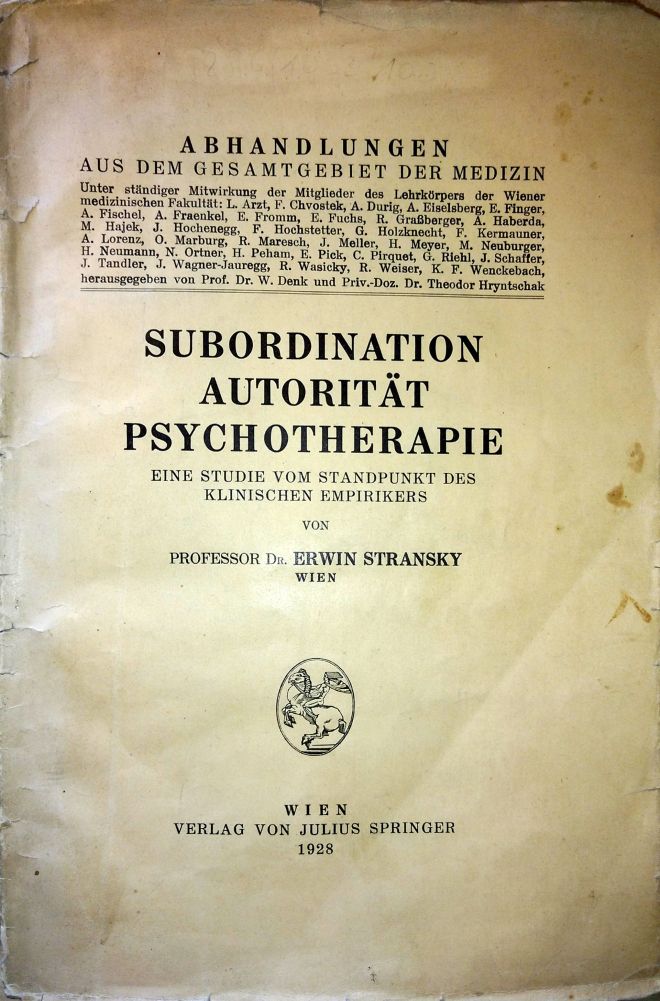 ABHANDLUNGEN
AUS DEM GESAMTGEBIET DER MEDIZIN
Unter ständiger Mitwirkung der Mitglieder des Lehrkörpers der Wiener
medizinischen Fakultät: L. Arzt, F. Chvostek, A. Durig, A. Eiselsberg, E. Finger,
A. Fischel, A. Fraenkel, E. Fromm, E. Fuchs, R. Graßberger, A. Haberda,
M. Hajek, J. Hochenegg, F. Hochstetter, G. Holzknecht, F. Kermauner,
A. Lorenz, O. Marburg, R. Maresch, J. Meller, H. Meyer, M. Neuburger,
H. Neumann, N. Ortner, H. Peham, E. Pick, C. Pirquet, G. Riehl, J. Schaffer,
J. Tandler, J. Wagner-Jauregg, R. Wasicky, R. Weiser, K. F. Wenckebach,
herausgegeben von Prof. Dr. W. Denk und Priv.-Doz. Dr. Theodor Hryntschak
SUBORDINATION
AUTORITÄT
PSYCHOTHERAPIE
EINE STUDIE VOM STANDPUNKT DES
KLINISCHEN EMPIRIKERS
VON
PROFESSOR DR. ERWIN STRANSKY
WIEN
WIEN
VERLAG VON JULIUS SPRINGER
1928